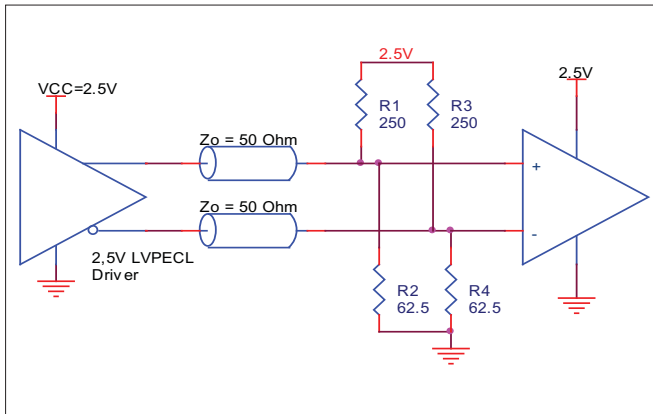 2.5V
VCC=2.5V
2.5V
R1
250
R3
250
Zo = 50 Ohm
+
Zo = 50 Ohm
-
2,5V LVPECL
Driver
R2
62.5
R4
62.5